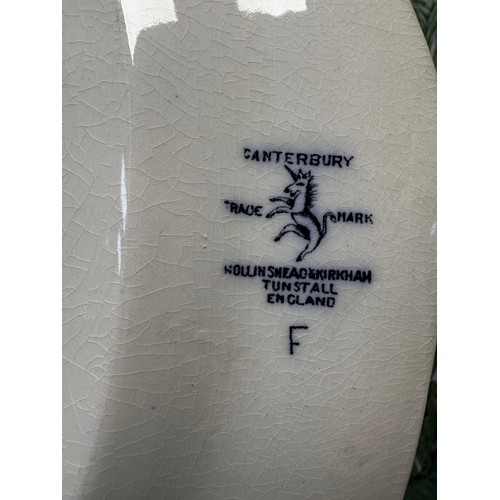 CANTERBURY
TRADE MARK
HOLLINSHEAD & KIRKHAM
TUNSTALL
ENGLAND
F